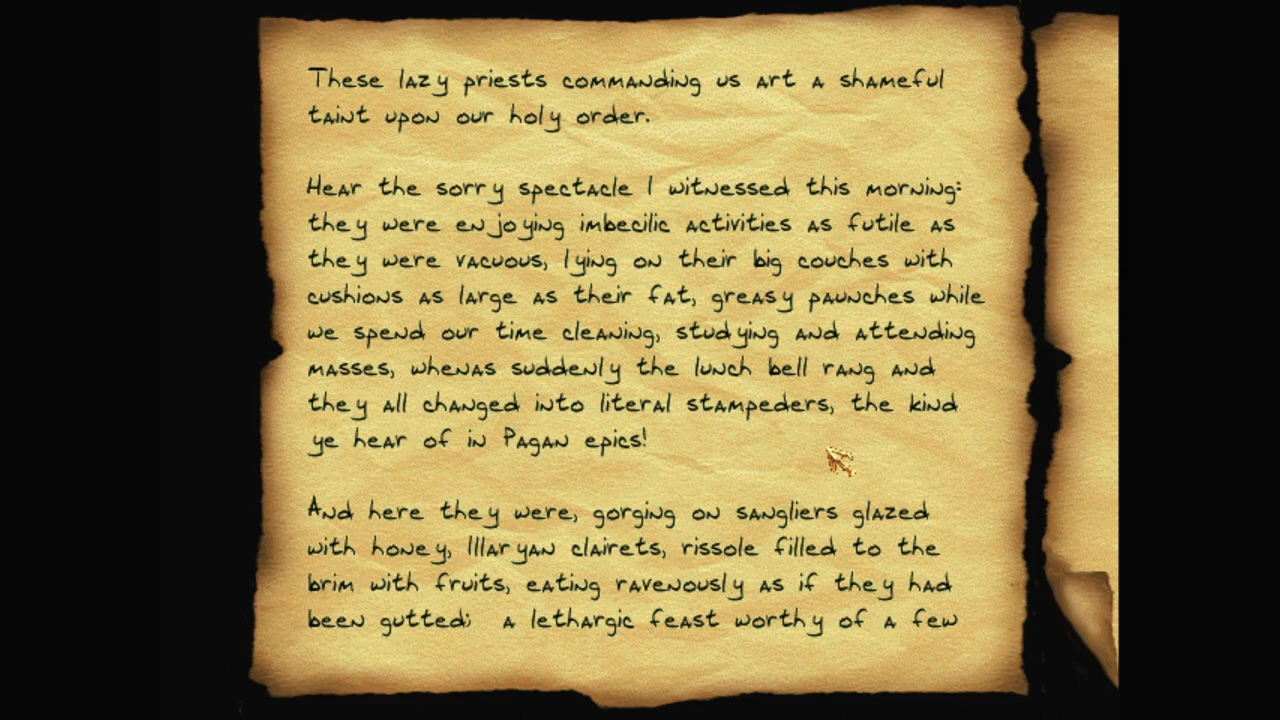 These lazy priests commanding us art a shameful
taint upon our holy order.
Hear the sorry spectacle I witnessed this morning:
they were enjoying imbecilic activities as futile as
they were vacuous, lying on their big couches with
cushions as large as their fat, greasy paunches while
we spend our time cleaning, studying and attending
masses, whenas suddenly the lunch bell rang and
they all changed into literal stampeders, the kind
ye hear of in Pagan epics!
And here they were, gorging on sangliers glazed
with honey, Illaryan clairets, rissole filled to the
brim with fruits, eating ravenously as if they had
been gutted; a lethargic feast worthy of a few